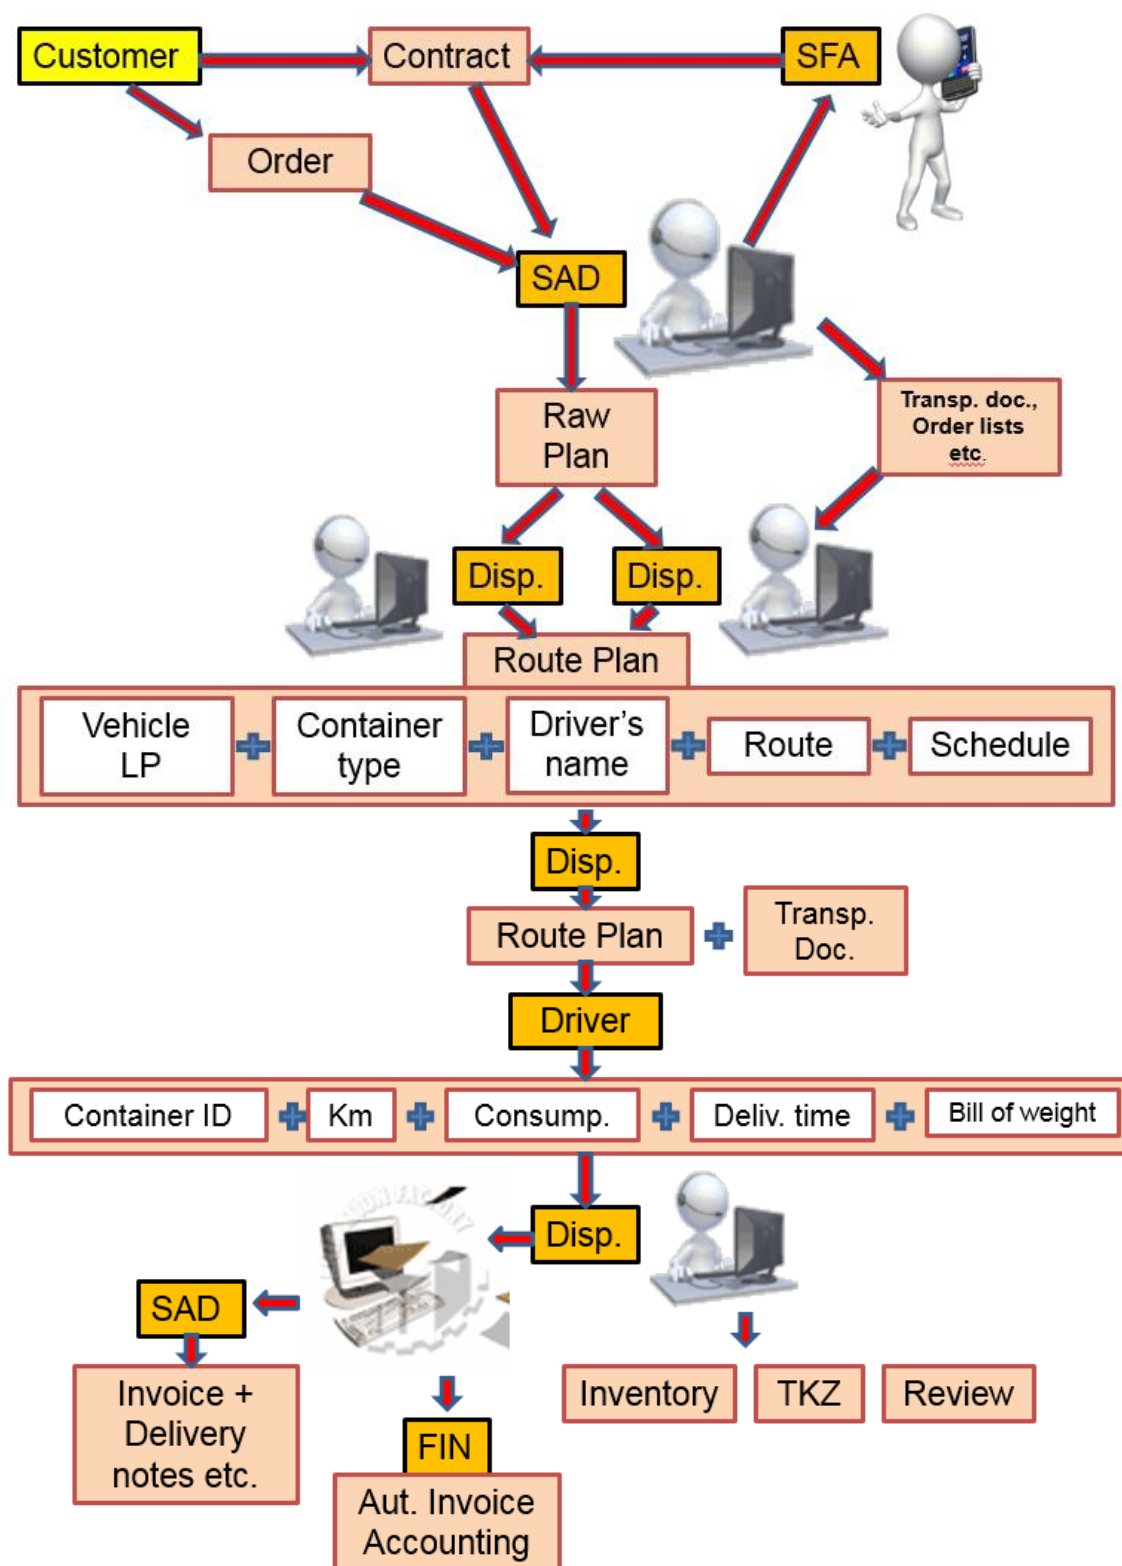 Customer
Contract
SFA
Order
SAD
Raw
Plan
Transp. doc.,
Order lists
etc.
Disp.
Disp.
Route Plan
Vehicle
LP
Container
type
Driver's
name
Route
Schedule
Disp.
Route Plan
Transp.
Doc.
Driver
Container ID
Km
Consump.
Deliv. time
Bill of weight
FACTORY
Disp.
SAD
Invoice +
Delivery
notes etc.
Inventory
TKZ
Review
FIN
Aut. Invoice
Accounting